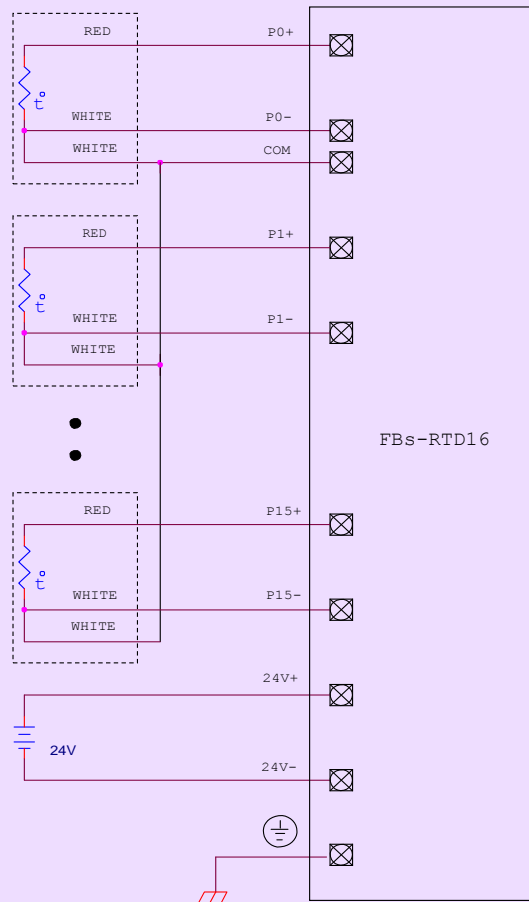 RED P0+
t°
WHITE P0-
WHITE COM
RED P1+
t°
WHITE P1-
WHITE
FBs-RTD16
RED P15+
t°
WHITE P15-
WHITE
24V+
24V
24V-